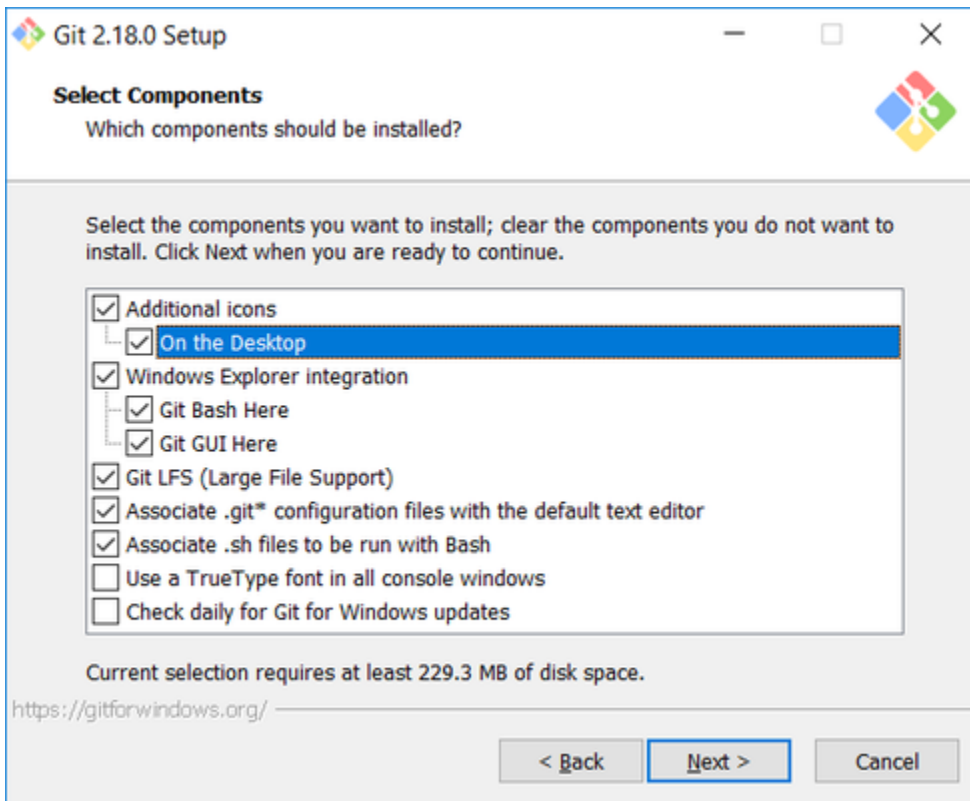 Git 2.18.0 Setup
Select Components
Which components should be installed?
Select the components you want to install; clear the components you do not want to
install. Click Next when you are ready to continue.
Additional icons
On the Desktop
Windows Explorer integration
Git Bash Here
Git GUI Here
Git LFS (Large File Support)
Associate .git* configuration files with the default text editor
Associate .sh files to be run with Bash
Use a TrueType font in all console windows
Check daily for Git for Windows updates
Current selection requires at least 229.3 MB of disk space.
https://gitforwindows.org/
< Back Next > Cancel